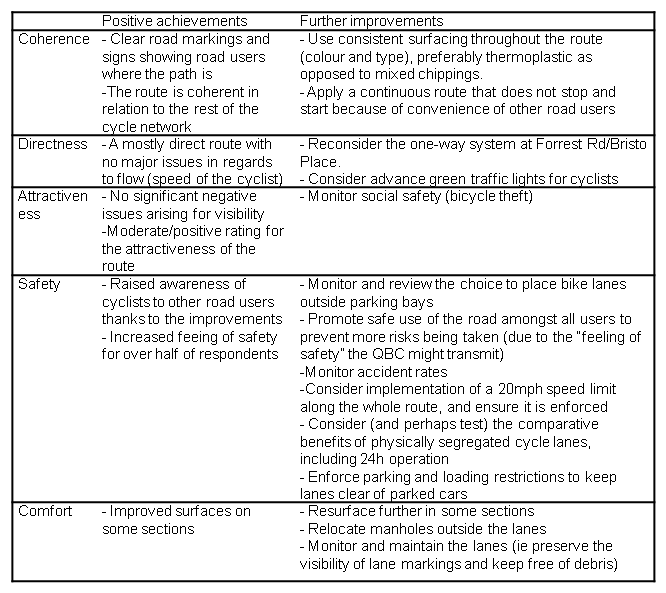 Positive achievements Further improvements
Coherence
- Clear road markings and
signs showing road users
where the path is
-The route is coherent in
relation to the rest of the
cycle network
- Use consistent surfacing throughout the route
(colour and type), preferably thermoplastic as
opposed to mixed chippings.
- Apply a continuous route that does not stop and
start because of convenience of other road users
Directness
- A mostly direct route with
no major issues in regards
to flow (speed of the cyclist)
- Reconsider the one-way system at Forrest Rd/Bristo
Place.
- Consider advance green traffic lights for cyclists
Attractiven
ess
- No significant negative
issues arising for visibility
-Moderate/positive rating for
the attractiveness of the
route
- Monitor social safety (bicycle theft)
Safety
- Raised awareness of
cyclists to other road users
thanks to the improvements
- Increased feeing of safety
for over half of respondents
- Monitor and review the choice to place bike lanes
outside parking bays
- Promote safe use of the road amongst all users to
prevent more risks being taken (due to the “feeling of
safety” the QBC might transmit)
-Monitor accident rates
-Consider implementation of a 20mph speed limit
along the whole route, and ensure it is enforced
- Consider (and perhaps test) the comparative
benefits of physically segregated cycle lanes,
including 24h operation
- Enforce parking and loading restrictions to keep
lanes clear of parked cars
Comfort
- Improved surfaces on
some sections
- Resurface further in some sections
- Relocate manholes outside the lanes
- Monitor and maintain the lanes (ie preserve the
visibility of lane markings and keep free of debris)